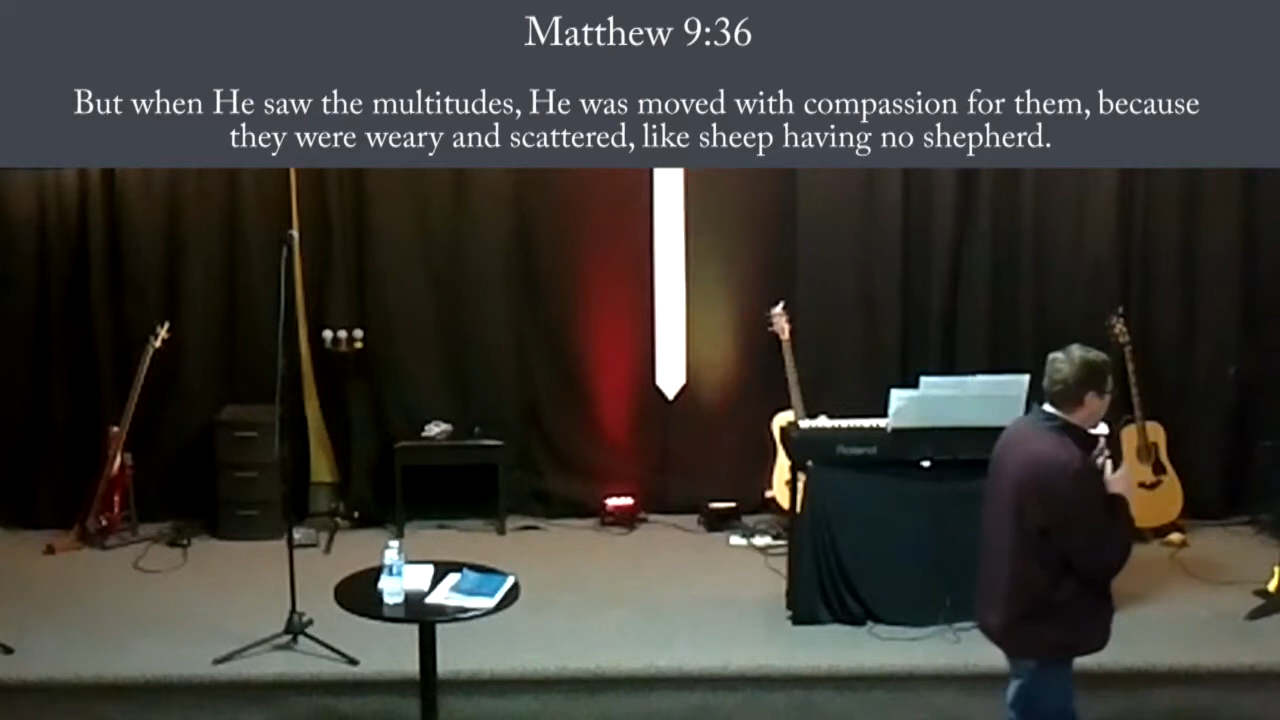 Matthew 9:36
But when He saw the multitudes, He was moved with compassion for them, because
they were weary and scattered, like sheep having no shepherd.
Roland